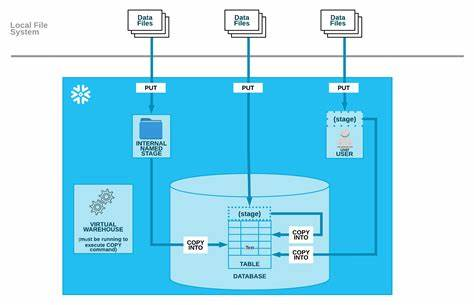 Data
Files
Data
Files
Data
Files
Local File
System
PUT
PUT
PUT
(stage)
INTERNAL
NAMED
STAGE
USER
VIRTUAL
WAREHOUSE
(must be running to
execute COPY
command)
(stage)
COPY
INTO
COPY
INTO
COPY
INTO
TABLE
DATABASE